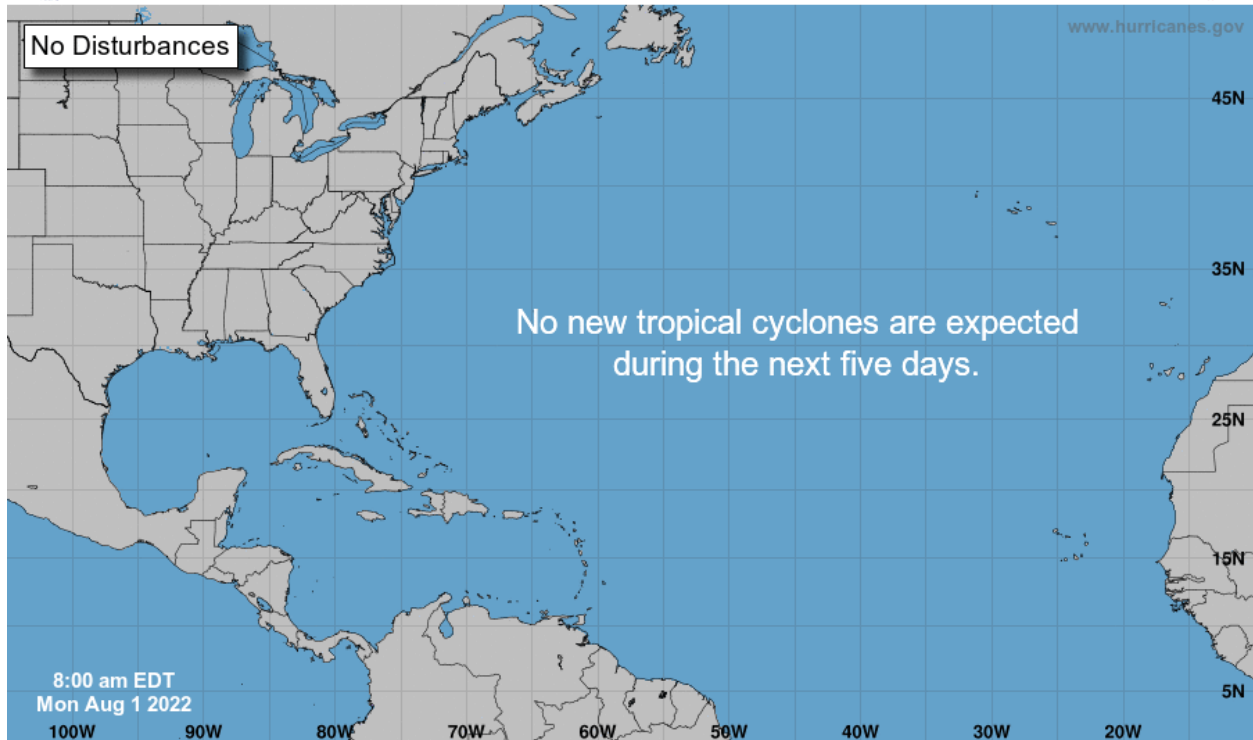 No Disturbances
www.hurricanes.gov
45N
35N
No new tropical cyclones are expected
during the next five days.
25N
15N
8:00 am EDT
Mon Aug 1 2022
5N
100W 90W 80W 70W 60W 50W 40W 30W 20W